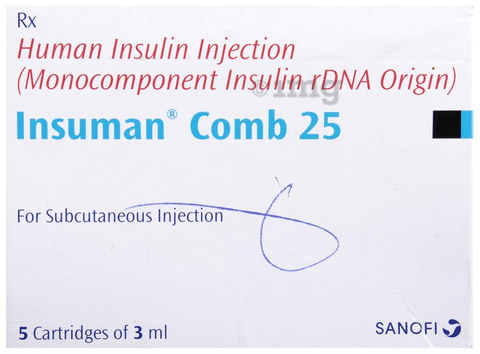 Rx
Human Insulin Injection
(Monocomponent Insulin rDNA Origin)
Insuman® Comb 25
For Subcutaneous Injection
5 Cartridges of 3 ml
SANOFI